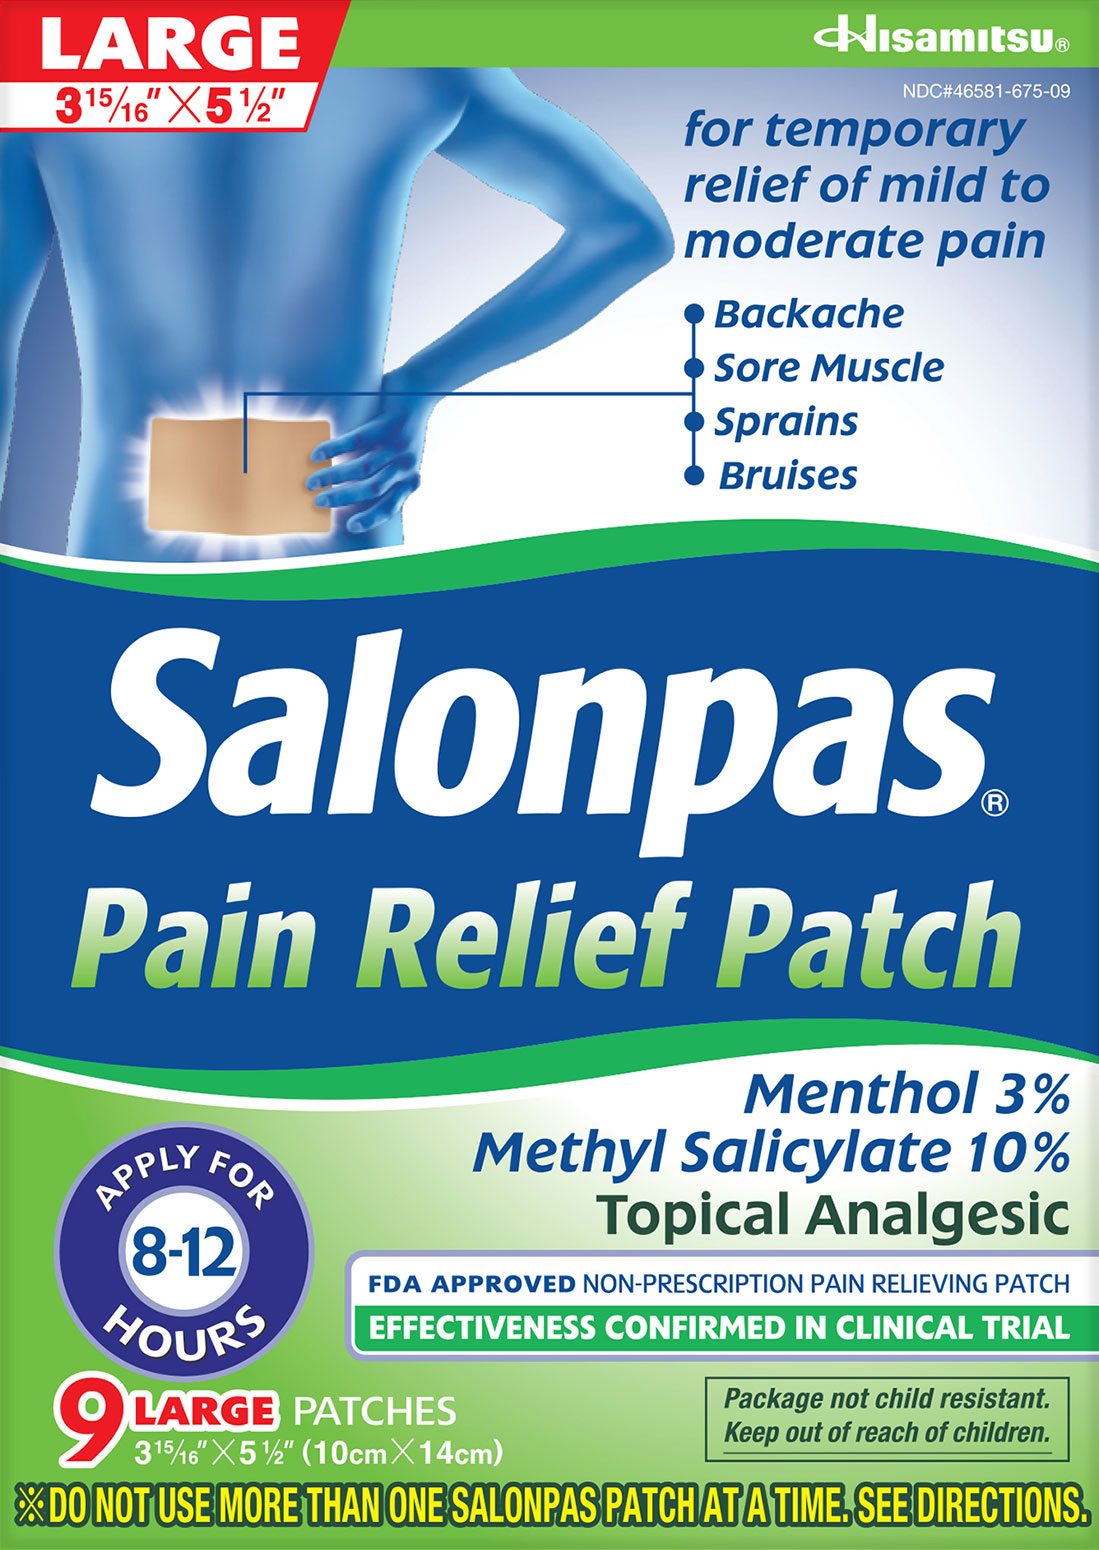 LARGE
3 15/16" X 5 1/2"
Hisamitsu®
NDC#46581-675-09
for temporary
relief of mild to
moderate pain
• Backache
• Sore Muscle
• Sprains
• Bruises
Salonpas®
Pain Relief Patch
Menthol 3%
Methyl Salicylate 10%
Topical Analgesic
APPLY FOR
8-12
HOURS
FDA APPROVED NON-PRESCRIPTION PAIN RELIEVING PATCH
EFFECTIVENESS CONFIRMED IN CLINICAL TRIAL
9 LARGE PATCHES
3 15/16" X 5 1/2" (10cm X 14cm)
Package not child resistant.
Keep out of reach of children.
※DO NOT USE MORE THAN ONE SALONPAS PATCH AT A TIME. SEE DIRECTIONS.